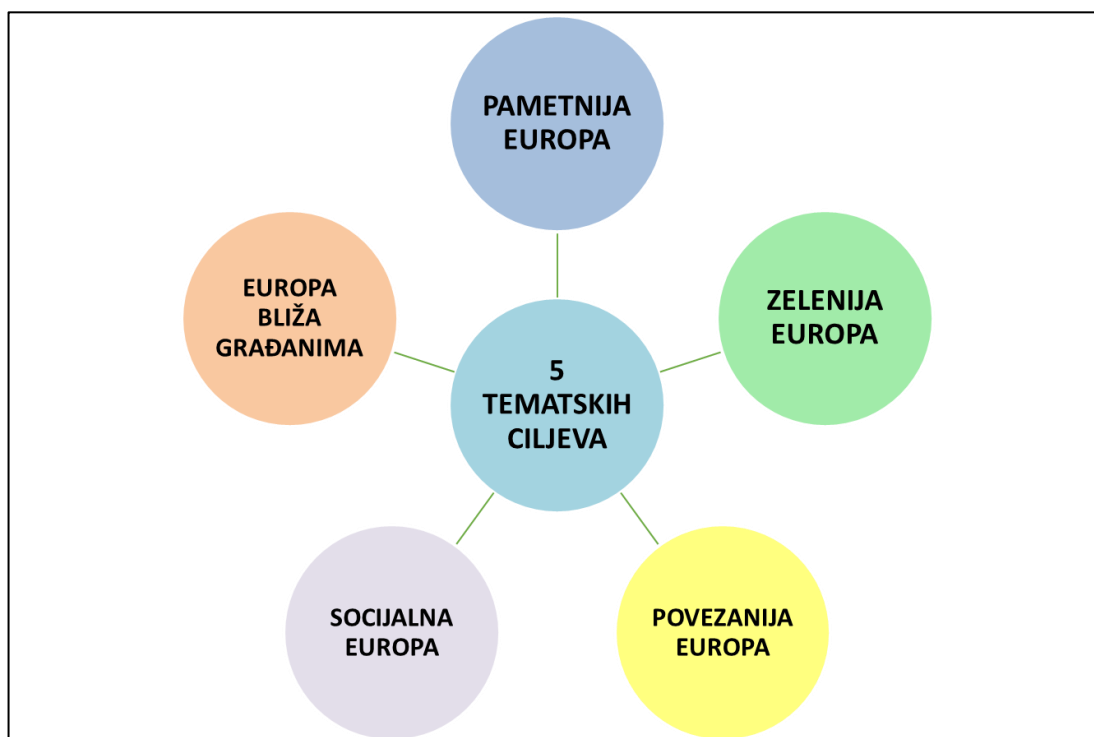 PAMETNIJA
EUROPA
ZELENIJA
EUROPA
POVEZANIJA
EUROPA
SOCIJALNA
EUROPA
EUROPA
BLIŽA
GRAĐANIMA
5
TEMATSKIH
CILJEVA